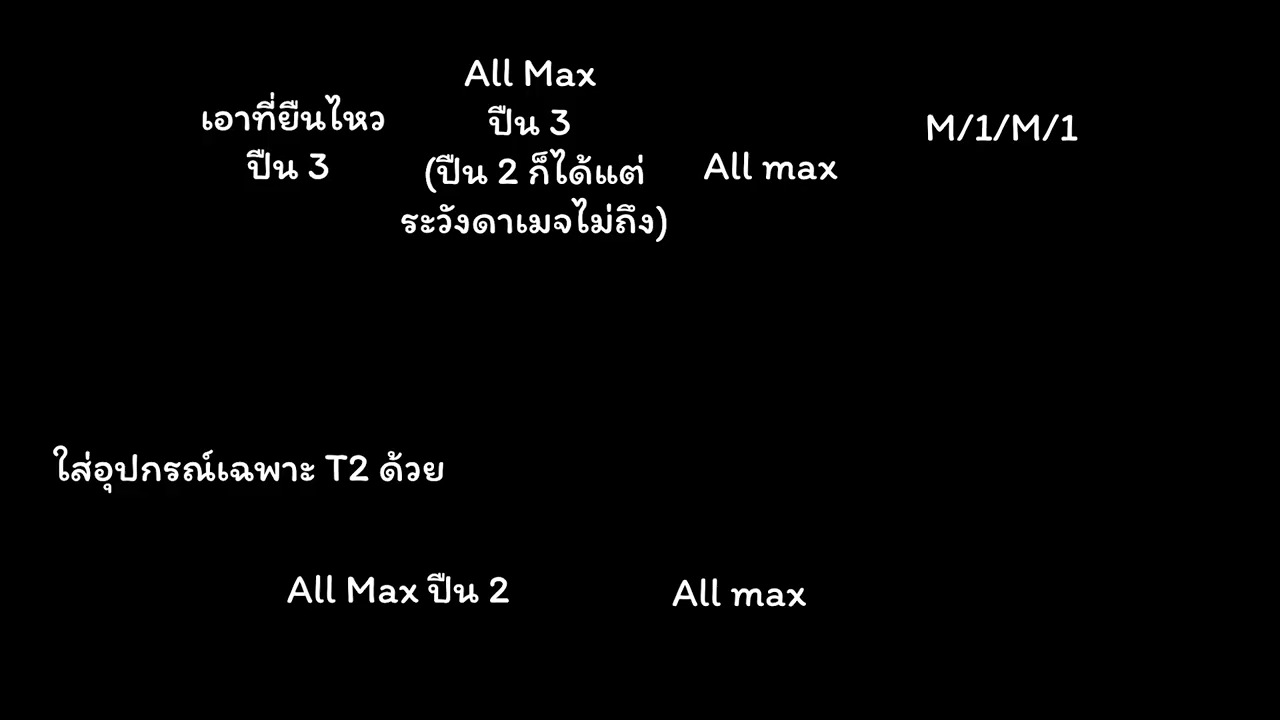 เอาที่ยืนไหว
ปืน 3
All Max
ปืน 3
(ปืน 2 ก็ได้แต่
ระวังดาเมจไม่ถึง)
All max
M/1/M/1
ใส่อุปกรณ์เฉพาะ T2 ด้วย
All Max ปืน 2
All max